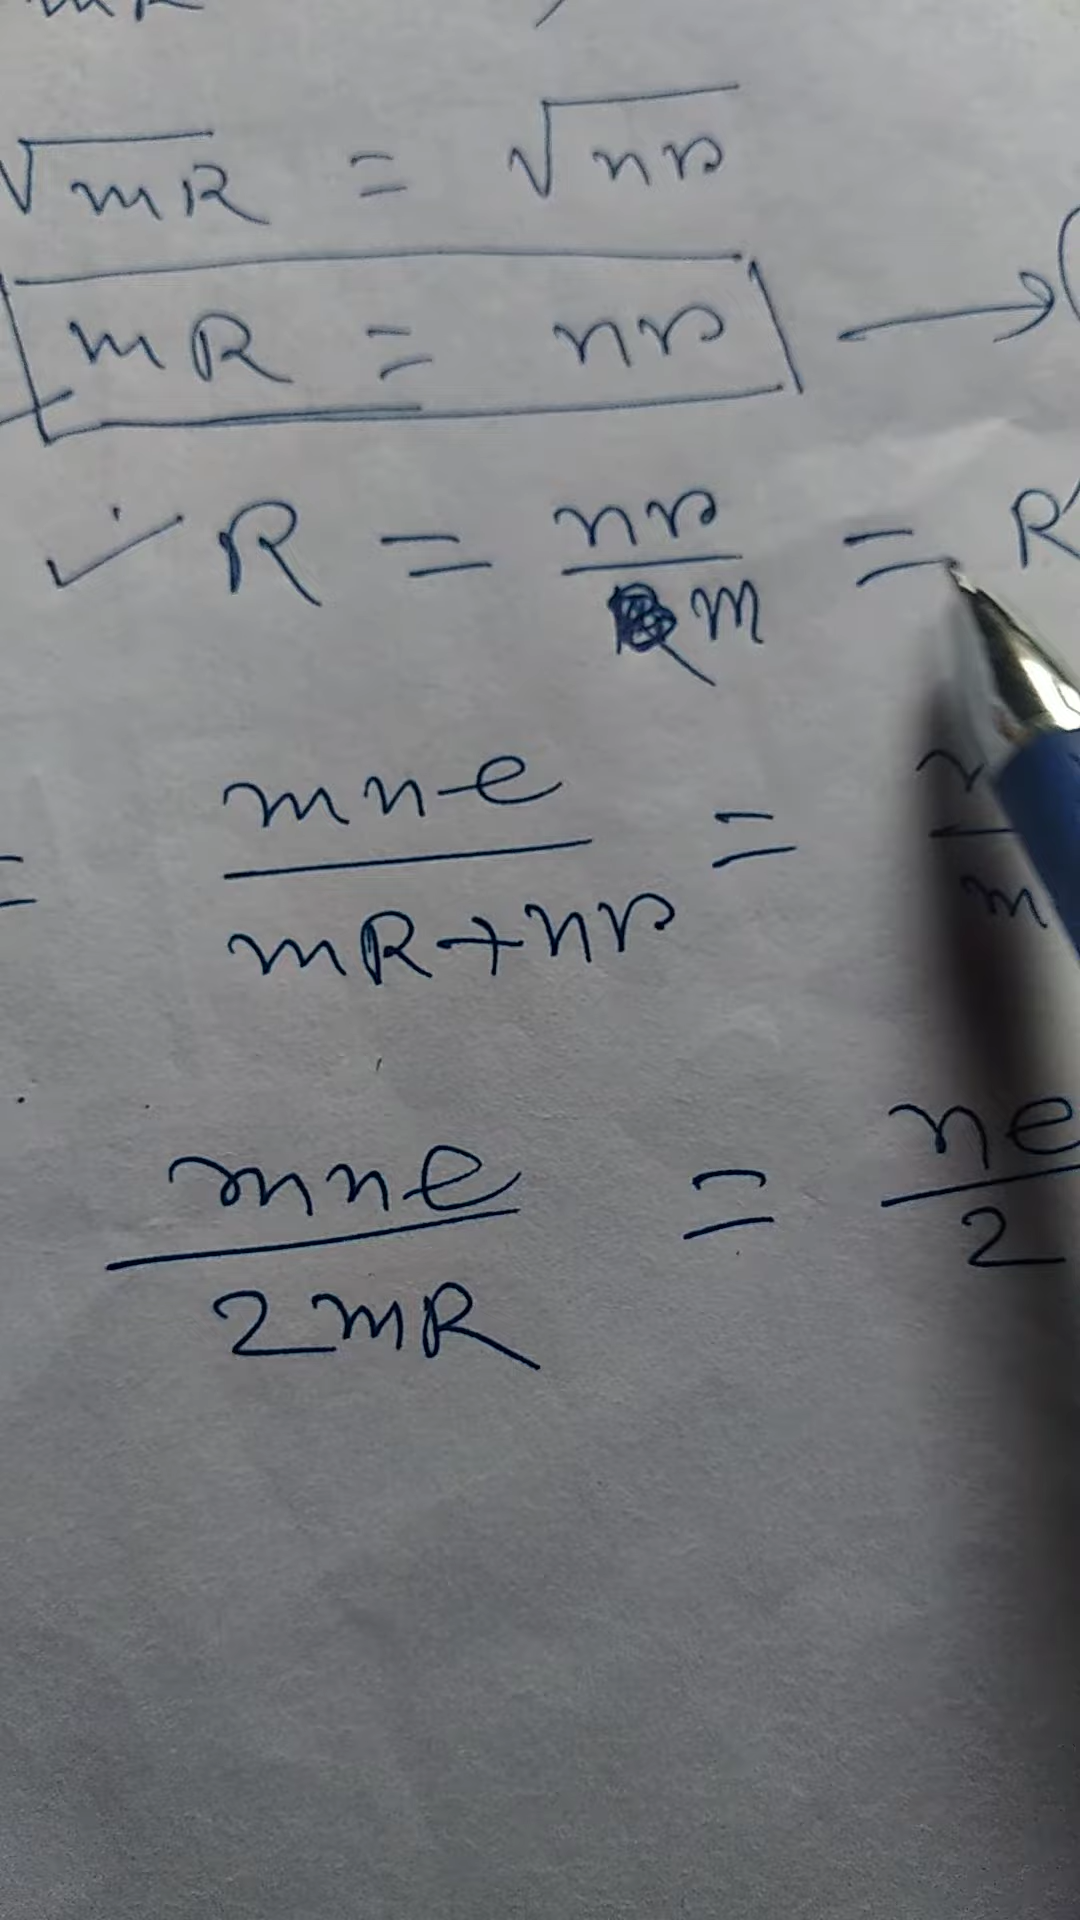 √mR = √nr
mR = nr →
✓ R = nr/m = R
= mne/mR+nr =
mne/2mR = ne/2